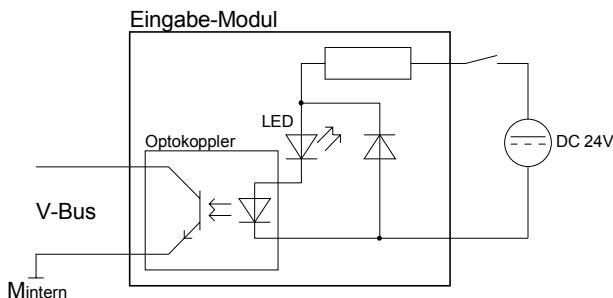 Eingabe-Modul
LED
Optokoppler
DC 24V
V-Bus
Mintern